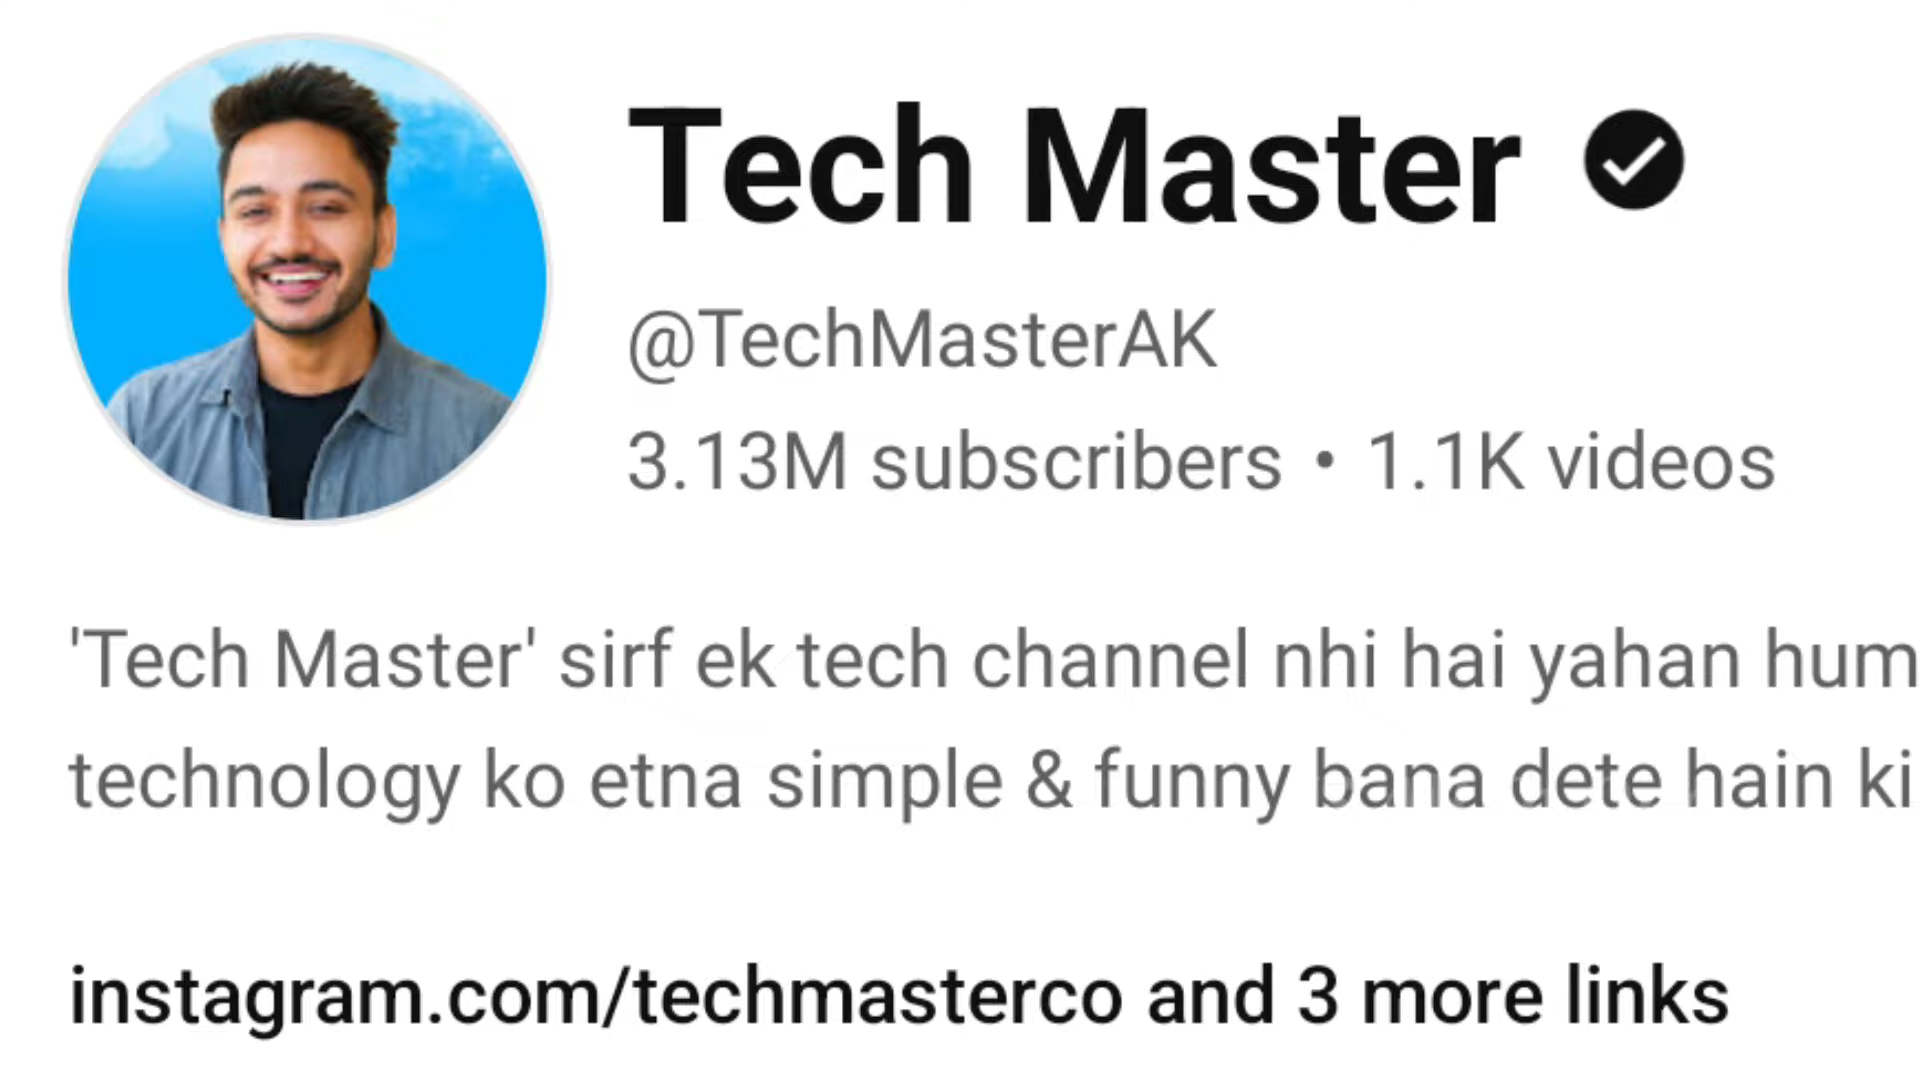 Tech Master
@TechMasterAK
3.13M subscribers • 1.1K videos
'Tech Master' sirf ek tech channel nhi hai yahan hum
technology ko etna simple & funny bana dete hain ki
instagram.com/techmasterco and 3 more links